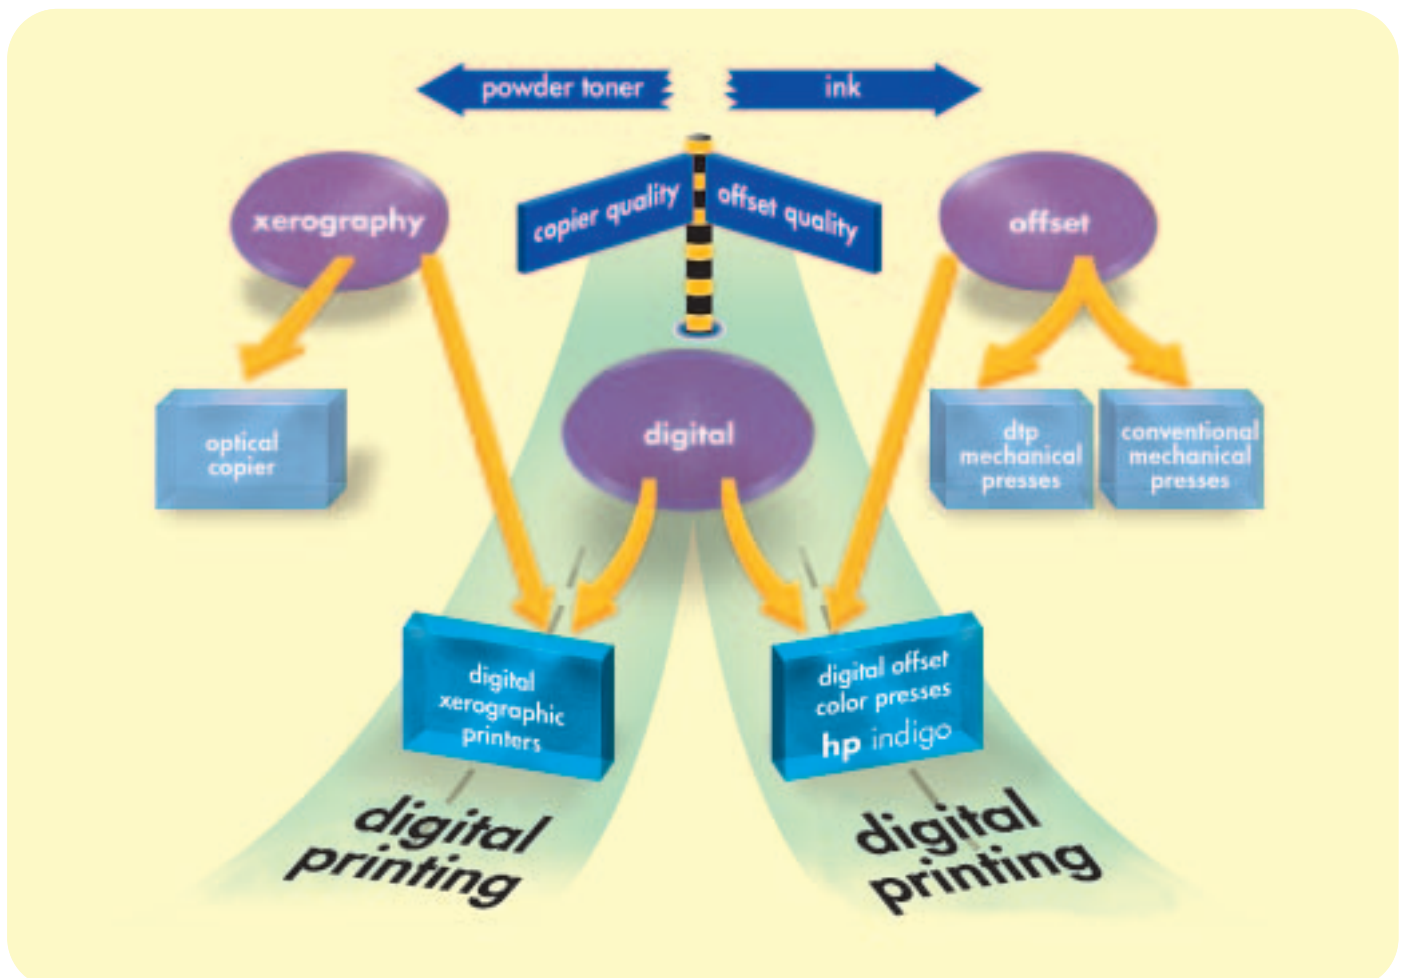 powder toner
ink
copier quality
offset quality
xerography
offset
digital
optical
copier
dtp
mechanical
presses
conventional
mechanical
presses
digital
xerographic
printers
digital offset
color presses
hp indigo
digital
printing
digital
printing